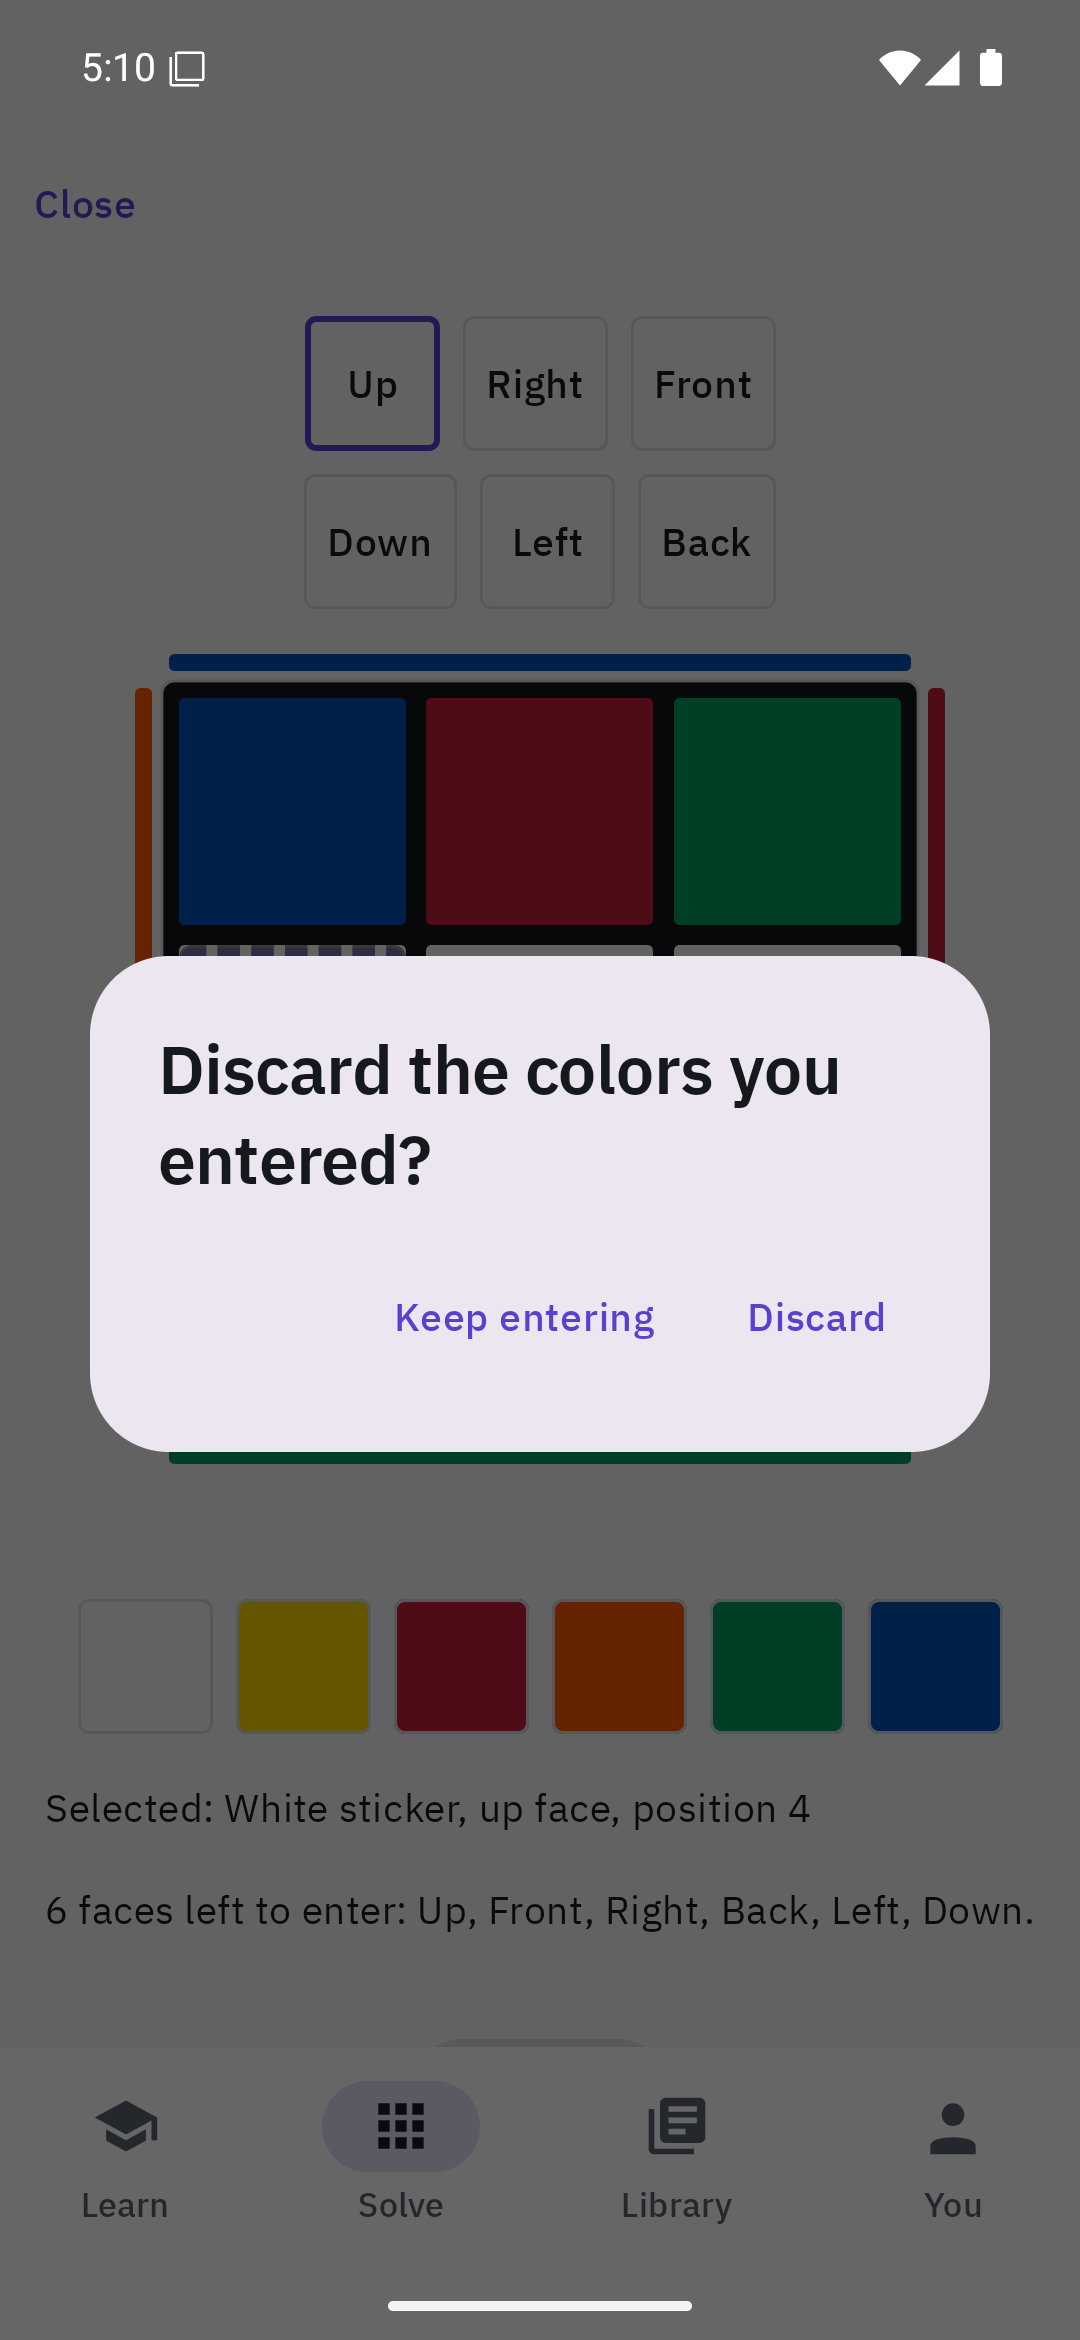 5:10
Close
Up Right Front
Down Left Back
Discard the colors you
entered?
Keep entering Discard
Selected: White sticker, up face, position 4
6 faces left to enter: Up, Front, Right, Back, Left, Down.
Learn Solve Library You